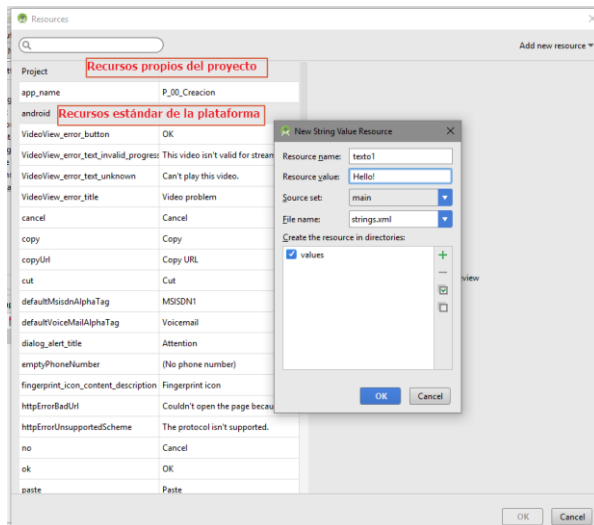 Resources
Add new resource
Project
Recursos propios del proyecto
app_name P_00_Creacion
android Recursos estándar de la plataforma
VideoView_error_button OK
VideoView_error_text_invalid_progress This video isn't valid for stream
VideoView_error_text_unknown Can't play this video.
VideoView_error_title Video problem
cancel Cancel
copy Copy
copyUrl Copy URL
cut Cut
defaultMsisdnAlphaTag MSISDN1
defaultVoiceMailAlphaTag Voicemail
dialog_alert_title Attention
emptyPhoneNumber (No phone number)
fingerprint_icon_content_description Fingerprint icon
httpErrorBadUrl Couldn't open the page becau
httpErrorUnsupportedScheme The protocol isn't supported.
no Cancel
ok OK
paste Paste
New String Value Resource
Resource name: texto1
Resource value: Hello!
Source set: main
File name: strings.xml
Create the resource in directories:
values
view
OK Cancel
OK Cancel